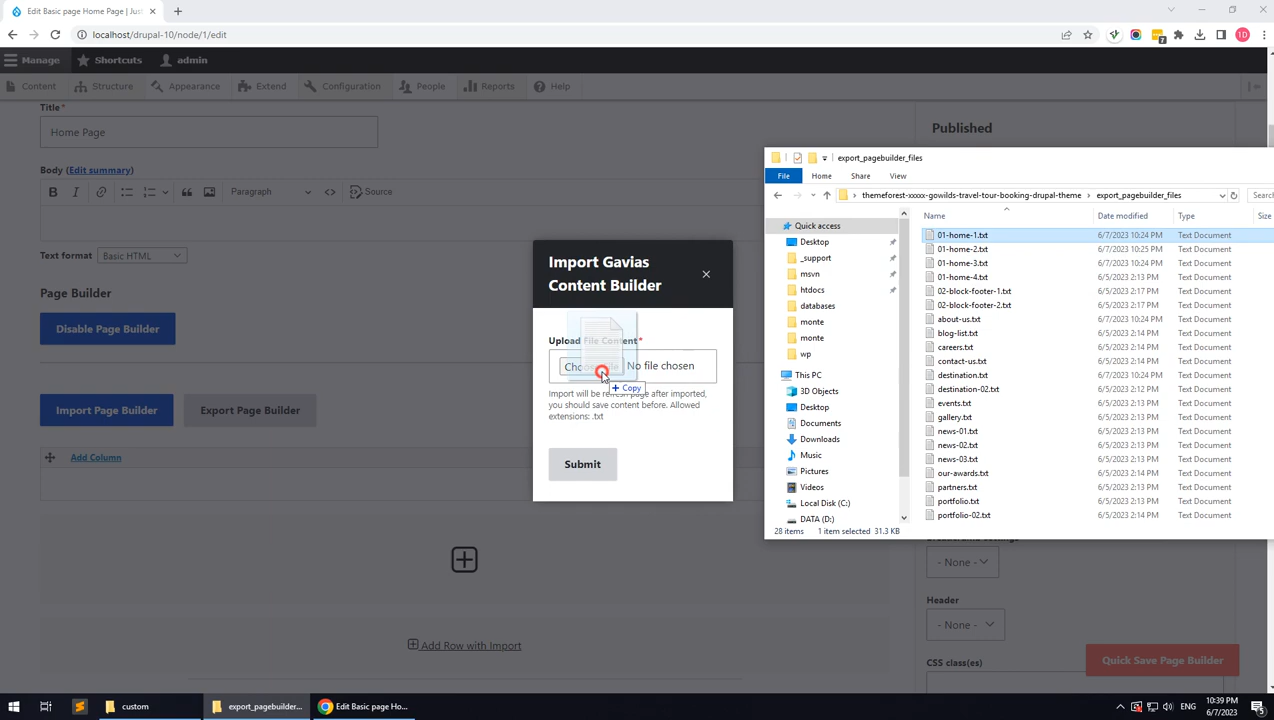 Edit Basic page Home Page | Jus
localhost/drupal-10/node/1/edit
7
1D
Manage
Shortcuts
admin
Content
Structure
Appearance
Extend
Configuration
People
Reports
Help
Title*
Home Page
Body (Edit summary)
B I
Paragraph
Source
Text format
Basic HTML
Page Builder
Disable Page Builder
Import Page Builder
Export Page Builder
Add Column
Add Row with Import
Published
Header
- None -
- None -
CSS class(es)
Quick Save Page Builder
Import Gavias
Content Builder
Upload File Content*
No file chosen
Copy
Import will be refresh page after imported,
you should save content before. Allowed
extensions: .txt
Submit
export_pagebuilder_files
File
Home
Share
View
themeforest-xxxxx-gowilds-travel-tour-booking-drupal-theme
export_pagebuilder_files
Sear
Quick access
Desktop
_support
msvn
htdocs
databases
monte
monte
wp
This PC
3D Objects
Desktop
Documents
Downloads
Music
Pictures
Videos
Local Disk (C:)
DATA (D:)
Name Date modified Type Size
01-home-1.txt 6/7/2023 10:24 PM Text Document
01-home-2.txt 6/7/2023 10:25 PM Text Document
01-home-3.txt 6/7/2023 10:24 PM Text Document
01-home-4.txt 6/5/2023 2:13 PM Text Document
02-block-footer-1.txt 6/5/2023 2:17 PM Text Document
02-block-footer-2.txt 6/5/2023 2:17 PM Text Document
about-us.txt 6/7/2023 10:24 PM Text Document
blog-list.txt 6/5/2023 2:14 PM Text Document
careers.txt 6/5/2023 2:14 PM Text Document
contact-us.txt 6/5/2023 2:14 PM Text Document
destination.txt 6/7/2023 10:24 PM Text Document
destination-02.txt 6/5/2023 2:14 PM Text Document
events.txt 6/5/2023 2:13 PM Text Document
gallery.txt 6/5/2023 2:14 PM Text Document
news-01.txt 6/5/2023 2:13 PM Text Document
news-02.txt 6/5/2023 2:13 PM Text Document
news-03.txt 6/5/2023 2:13 PM Text Document
our-awards.txt 6/5/2023 2:14 PM Text Document
partners.txt 6/5/2023 2:13 PM Text Document
portfolio.txt 6/5/2023 2:13 PM Text Document
portfolio-02.txt 6/5/2023 2:14 PM Text Document
28 items
1 item selected 31.3 KB
custom
export_pagebuilder...
Edit Basic page Ho...
ENG
10:39 PM
6/7/2023
5